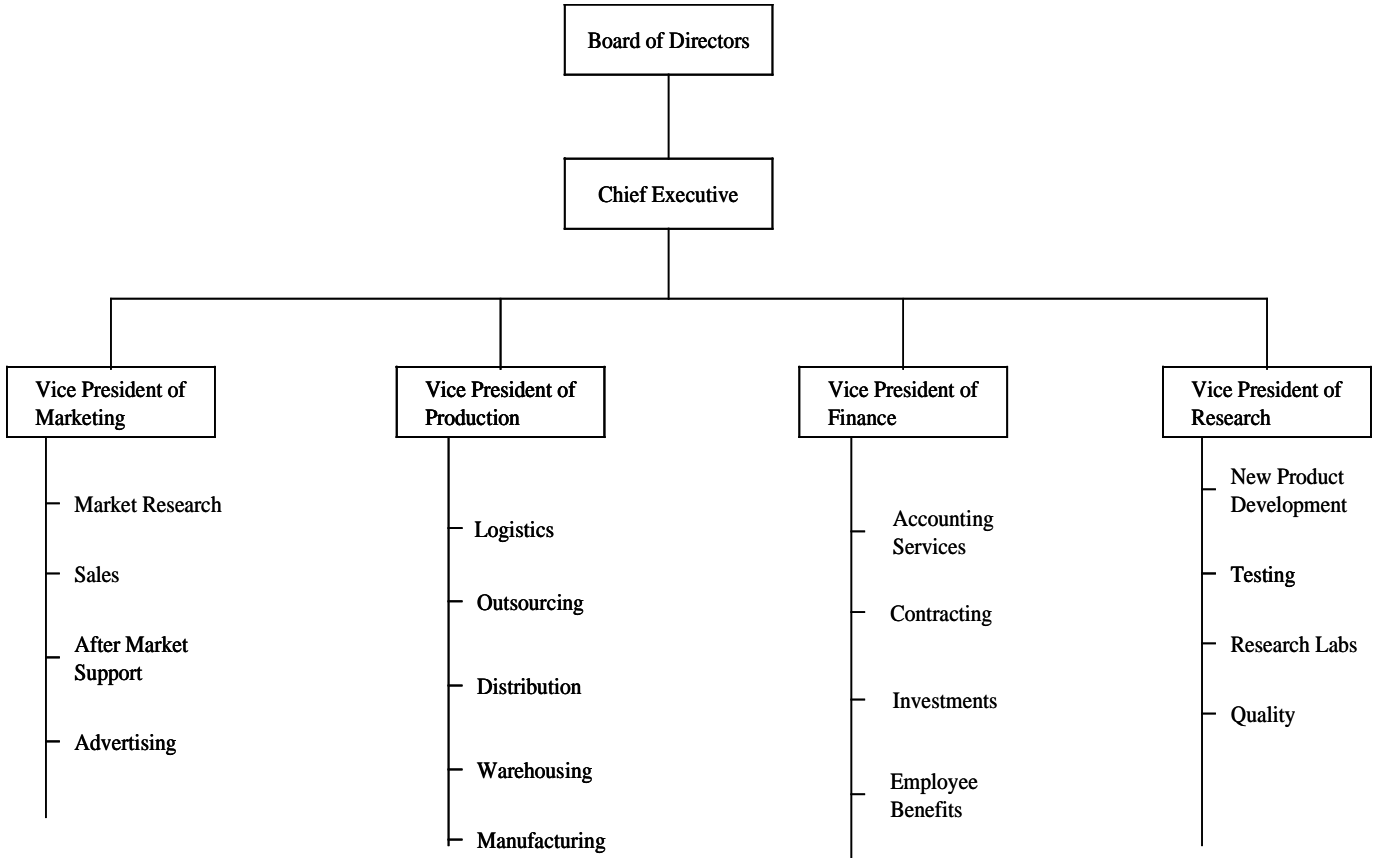 Board of Directors
Chief Executive
Vice President of
Marketing
Market Research
Sales
After Market
Support
Advertising
Vice President of
Production
Logistics
Outsourcing
Distribution
Warehousing
Manufacturing
Vice President of
Finance
Accounting
Services
Contracting
Investments
Employee
Benefits
Vice President of
Research
New Product
Development
Testing
Research Labs
Quality